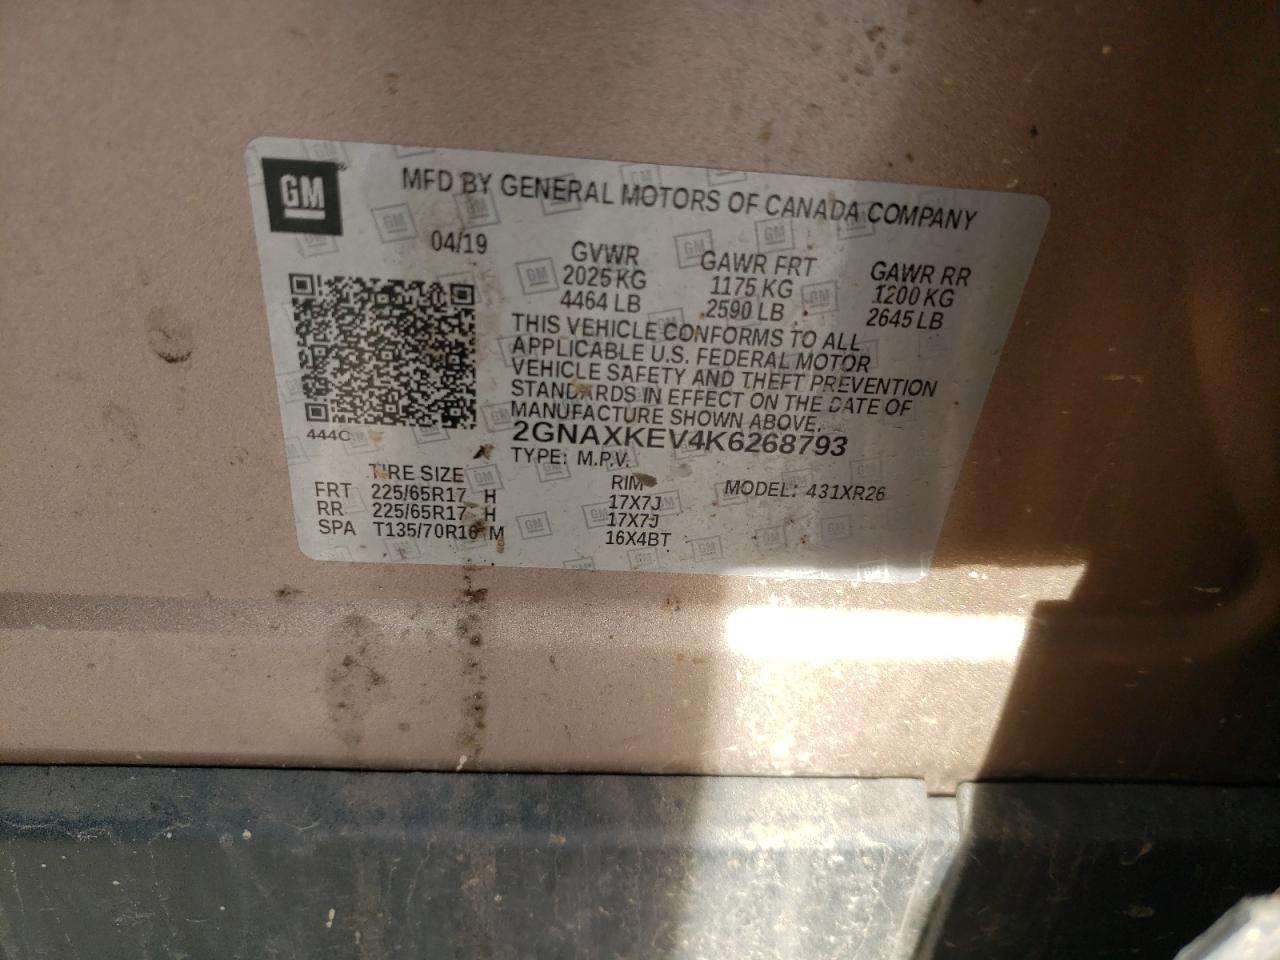 GM
MFD BY GENERAL MOTORS OF CANADA COMPANY
04/19
GVWR GAWR FRT GAWR RR
2025 KG 1175 KG 1200 KG
4464 LB 2590 LB 2645 LB
THIS VEHICLE CONFORMS TO ALL
APPLICABLE U.S. FEDERAL MOTOR
VEHICLE SAFETY AND THEFT PREVENTION
STANDARDS IN EFFECT ON THE DATE OF
MANUFACTURE SHOWN ABOVE.
444C
2GNAXKEV4K6268793
TYPE: M.P.V.
TIRE SIZE RIM MODEL: 431XR26
FRT 225/65R17 H 17X7J
RR 225/65R17 H 17X7J
SPA T135/70R16 M 16X4BT